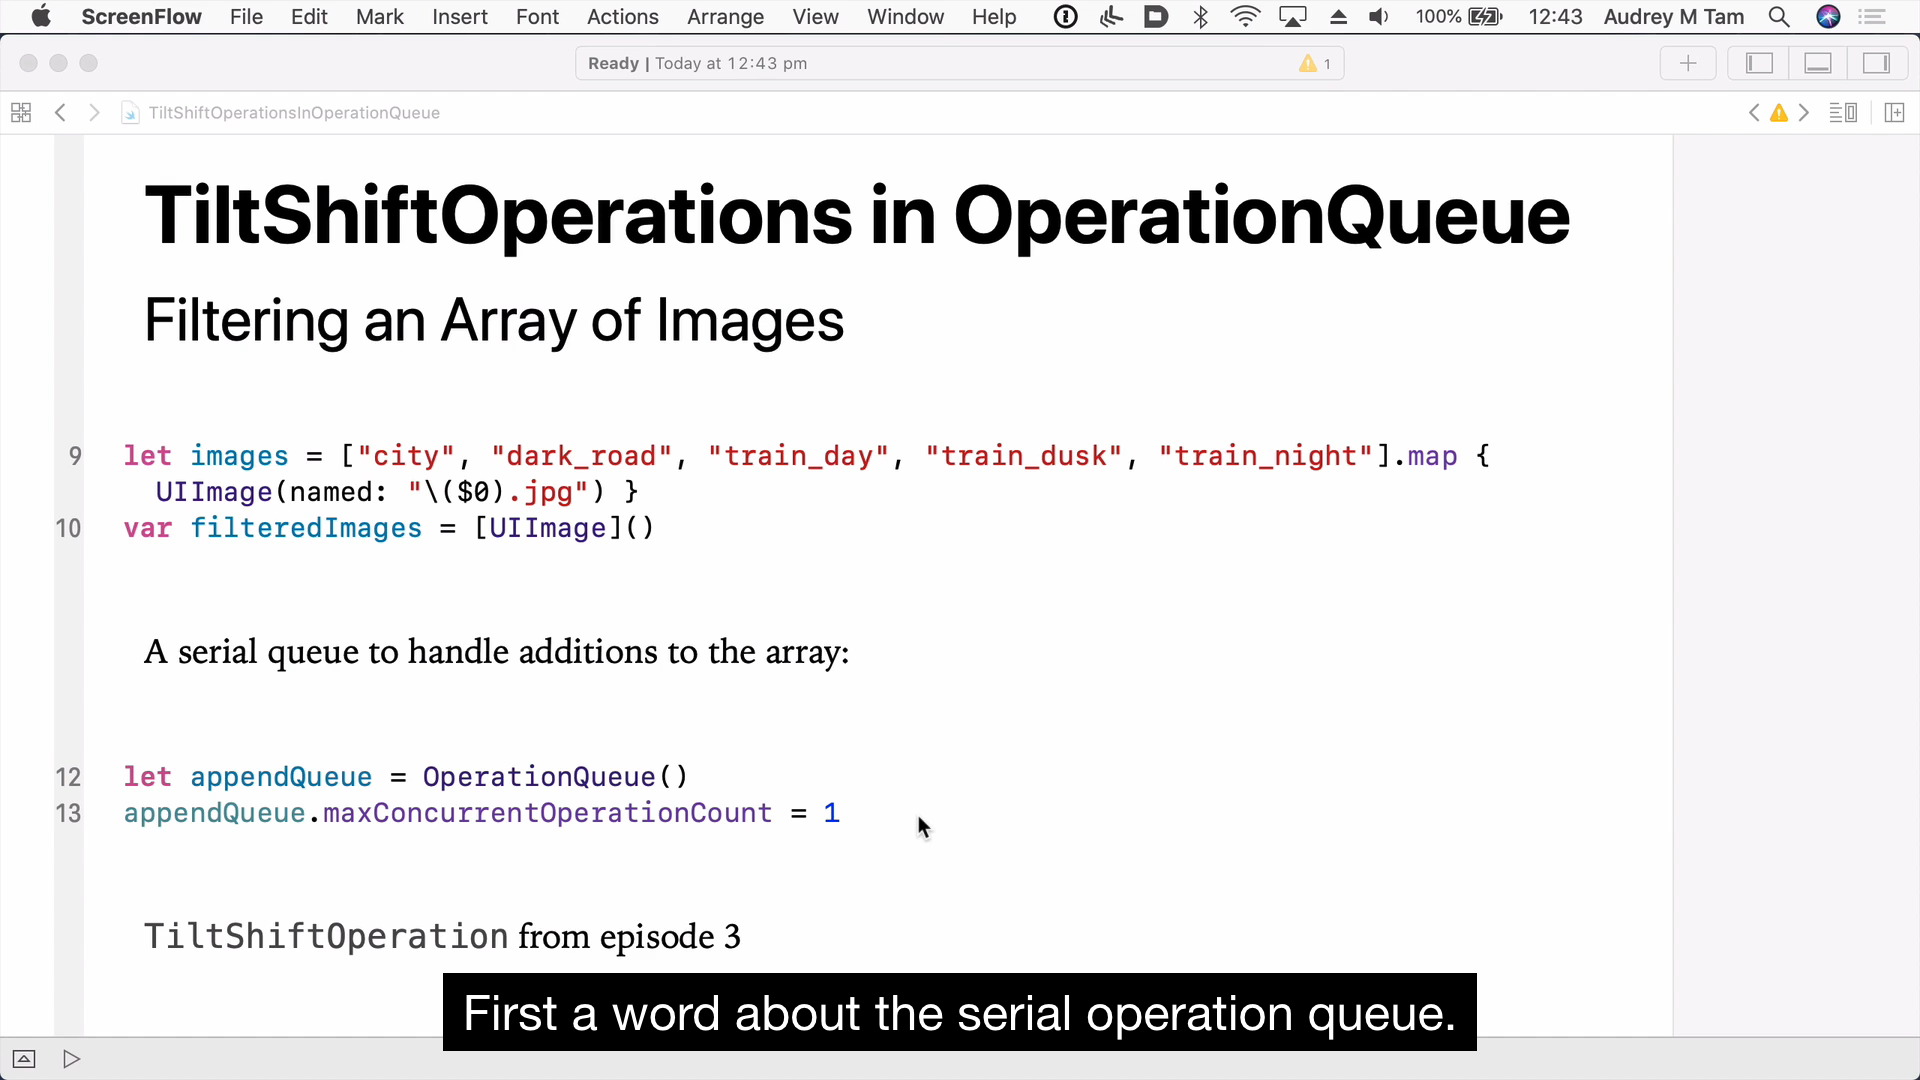 ScreenFlow File Edit Mark Insert Font Actions Arrange View Window Help 100% 12:43 Audrey M Tam
Ready | Today at 12:43 pm 1
TiltShiftOperationsInOperationQueue
TiltShiftOperations in OperationQueue
Filtering an Array of Images
9 let images = ["city", "dark_road", "train_day", "train_dusk", "train_night"].map {
UIImage(named: "\($0).jpg") }
10 var filteredImages = [UIImage]()
A serial queue to handle additions to the array:
12 let appendQueue = OperationQueue()
13 appendQueue.maxConcurrentOperationCount = 1
TiltShiftOperation from episode 3
First a word about the serial operation queue.